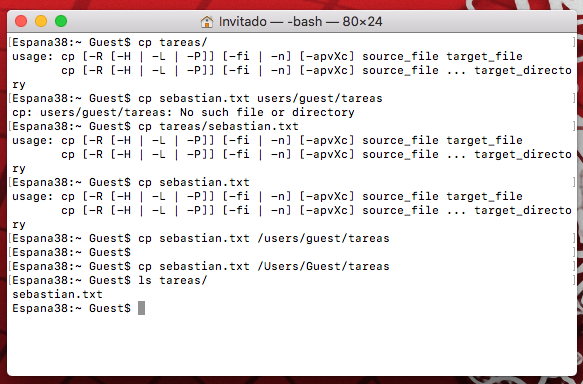 Invitado — -bash — 80×24
[Espana38:~ Guest$ cp tareas/ ]
usage: cp [-R [-H | -L | -P]] [-fi | -n] [-apvXc] source_file target_file
       cp [-R [-H | -L | -P]] [-fi | -n] [-apvXc] source_file ... target_directo
ry
[Espana38:~ Guest$ cp sebastian.txt users/guest/tareas ]
cp: users/guest/tareas: No such file or directory
[Espana38:~ Guest$ cp tareas/sebastian.txt ]
usage: cp [-R [-H | -L | -P]] [-fi | -n] [-apvXc] source_file target_file
       cp [-R [-H | -L | -P]] [-fi | -n] [-apvXc] source_file ... target_directo
ry
[Espana38:~ Guest$ cp sebastian.txt ]
usage: cp [-R [-H | -L | -P]] [-fi | -n] [-apvXc] source_file target_file
       cp [-R [-H | -L | -P]] [-fi | -n] [-apvXc] source_file ... target_directo
ry
[Espana38:~ Guest$ cp sebastian.txt /users/guest/tareas ]
[Espana38:~ Guest$ ]
[Espana38:~ Guest$ cp sebastian.txt /Users/Guest/tareas ]
[Espana38:~ Guest$ ls tareas/ ]
sebastian.txt
Espana38:~ Guest$